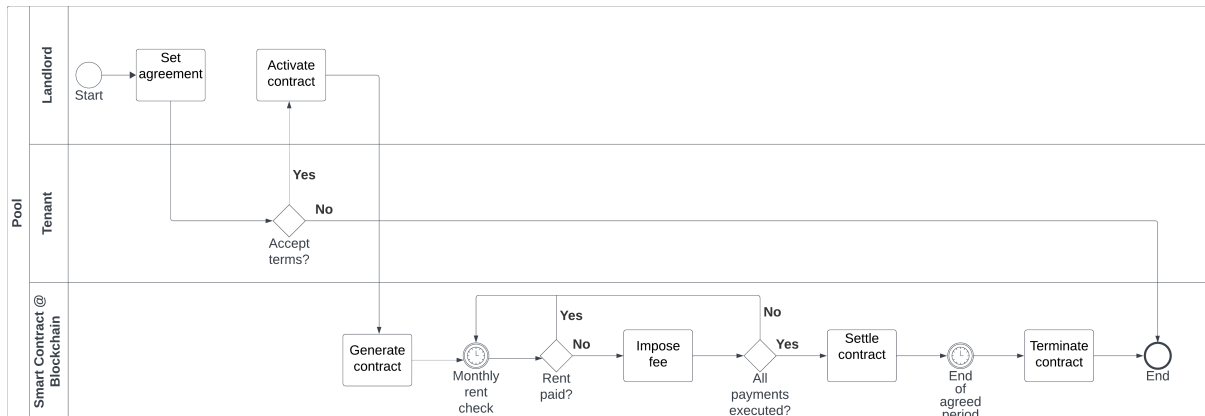 Pool
Landlord
Start
Set
agreement
Activate
contract
Tenant
Yes
No
Accept
terms?
Smart Contract @
Blockchain
Generate
contract
Monthly
rent
check
Yes
No
Rent
paid?
Impose
fee
No
Yes
All
payments
executed?
Settle
contract
End
of
agreed
period
Terminate
contract
End